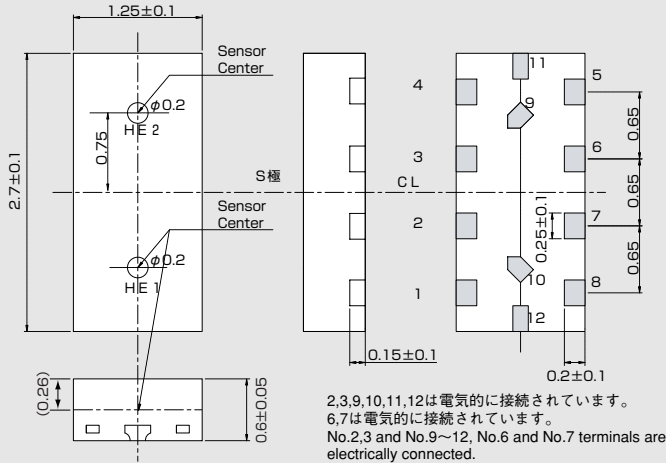 1.25±0.1
Sensor
Center
φ0.2
HE2
0.75
2.7±0.1
S極
Sensor
Center
φ0.2
HE1
(0.26)
0.6±0.05
4
3
CL
2
1
0.15±0.1
11
5
9
0.65
6
0.65
7
0.25±0.1
0.65
10
8
12
0.2±0.1
2,3,9,10,11,12は電気的に接続されています。
6,7は電気的に接続されています。
No.2,3 and No.9～12, No.6 and No.7 terminals are
electrically connected.